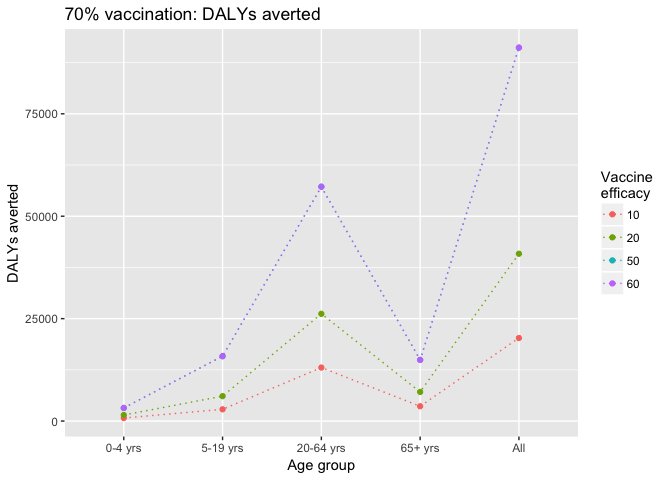 70% vaccination: DALYs averted
DALYs averted
75000
50000
25000
0
0-4 yrs
5-19 yrs
20-64 yrs
65+ yrs
All
Age group
Vaccine
efficacy
10
20
50
60